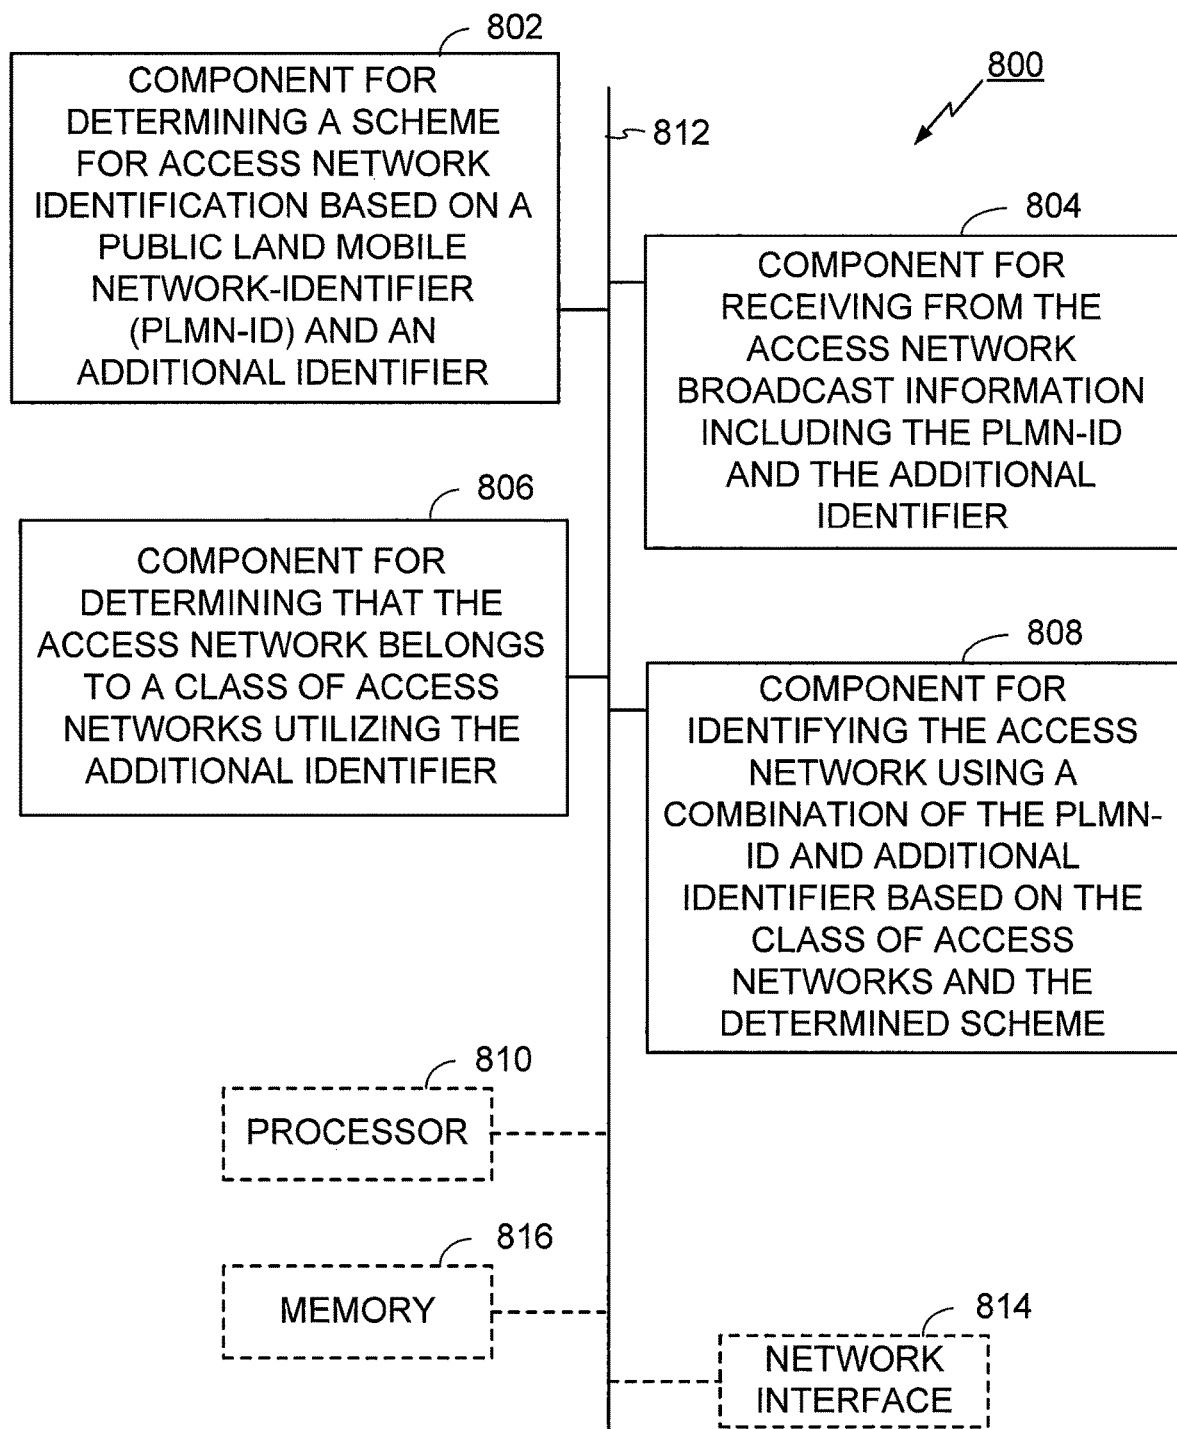 802
COMPONENT FOR
DETERMINING A SCHEME
FOR ACCESS NETWORK
IDENTIFICATION BASED ON A
PUBLIC LAND MOBILE
NETWORK-IDENTIFIER
(PLMN-ID) AND AN
ADDITIONAL IDENTIFIER
812
800
804
COMPONENT FOR
RECEIVING FROM THE
ACCESS NETWORK
BROADCAST INFORMATION
INCLUDING THE PLMN-ID
AND THE ADDITIONAL
IDENTIFIER
806
COMPONENT FOR
DETERMINING THAT THE
ACCESS NETWORK BELONGS
TO A CLASS OF ACCESS
NETWORKS UTILIZING THE
ADDITIONAL IDENTIFIER
808
COMPONENT FOR
IDENTIFYING THE ACCESS
NETWORK USING A
COMBINATION OF THE PLMN-
ID AND ADDITIONAL
IDENTIFIER BASED ON THE
CLASS OF ACCESS
NETWORKS AND THE
DETERMINED SCHEME
810
PROCESSOR
816
MEMORY
814
NETWORK
INTERFACE